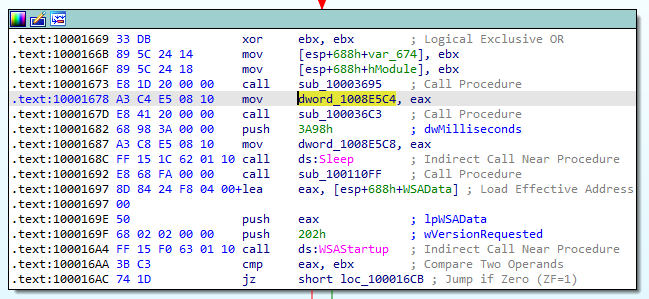 .text:10001669 33 DB xor ebx, ebx ; Logical Exclusive OR
.text:1000166B 89 5C 24 14 mov [esp+688h+var_674], ebx
.text:1000166F 89 5C 24 18 mov [esp+688h+hModule], ebx
.text:10001673 E8 1D 20 00 00 call sub_10003695 ; Call Procedure
.text:10001678 A3 C4 E5 08 10 mov dword_1008E5C4, eax
.text:1000167D E8 41 20 00 00 call sub_100036C3 ; Call Procedure
.text:10001682 68 98 3A 00 00 push 3A98h ; dwMilliseconds
.text:10001687 A3 C8 E5 08 10 mov dword_1008E5C8, eax
.text:1000168C FF 15 1C 62 01 10 call ds:Sleep ; Indirect Call Near Procedure
.text:10001692 E8 68 FA 00 00 call sub_100110FF ; Call Procedure
.text:10001697 8D 84 24 F8 04 00+lea eax, [esp+688h+WSAData] ; Load Effective Address
.text:10001697 00
.text:1000169E 50 push eax ; lpWSAData
.text:1000169F 68 02 02 00 00 push 202h ; wVersionRequested
.text:100016A4 FF 15 F0 63 01 10 call ds:WSAStartup ; Indirect Call Near Procedure
.text:100016AA 3B C3 cmp eax, ebx ; Compare Two Operands
.text:100016AC 74 1D jz short loc_100016CB ; Jump if Zero (ZF=1)